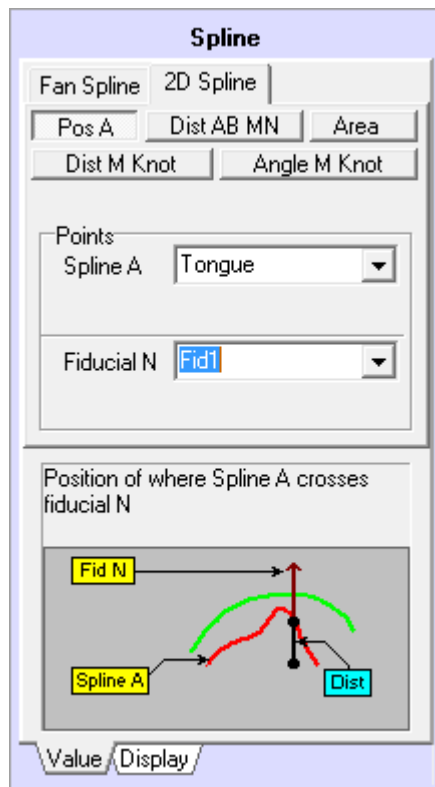 Spline
Fan Spline 2D Spline
Pos A Dist AB MN Area
Dist M Knot Angle M Knot
Points
Spline A Tongue
Fiducial N Fid1
Position of where Spline A crosses
fiducial N
Fid N
Spline A Dist
Value Display